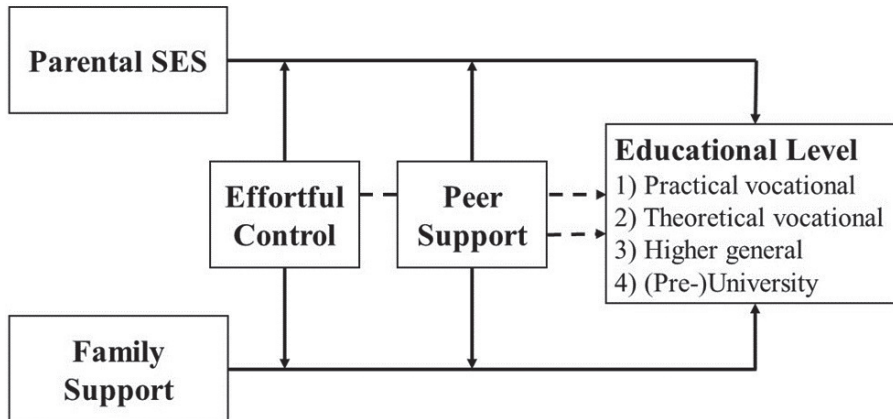 Parental SES
Effortful
Control
Peer
Support
Educational Level
1) Practical vocational
2) Theoretical vocational
3) Higher general
4) (Pre-)University
Family
Support